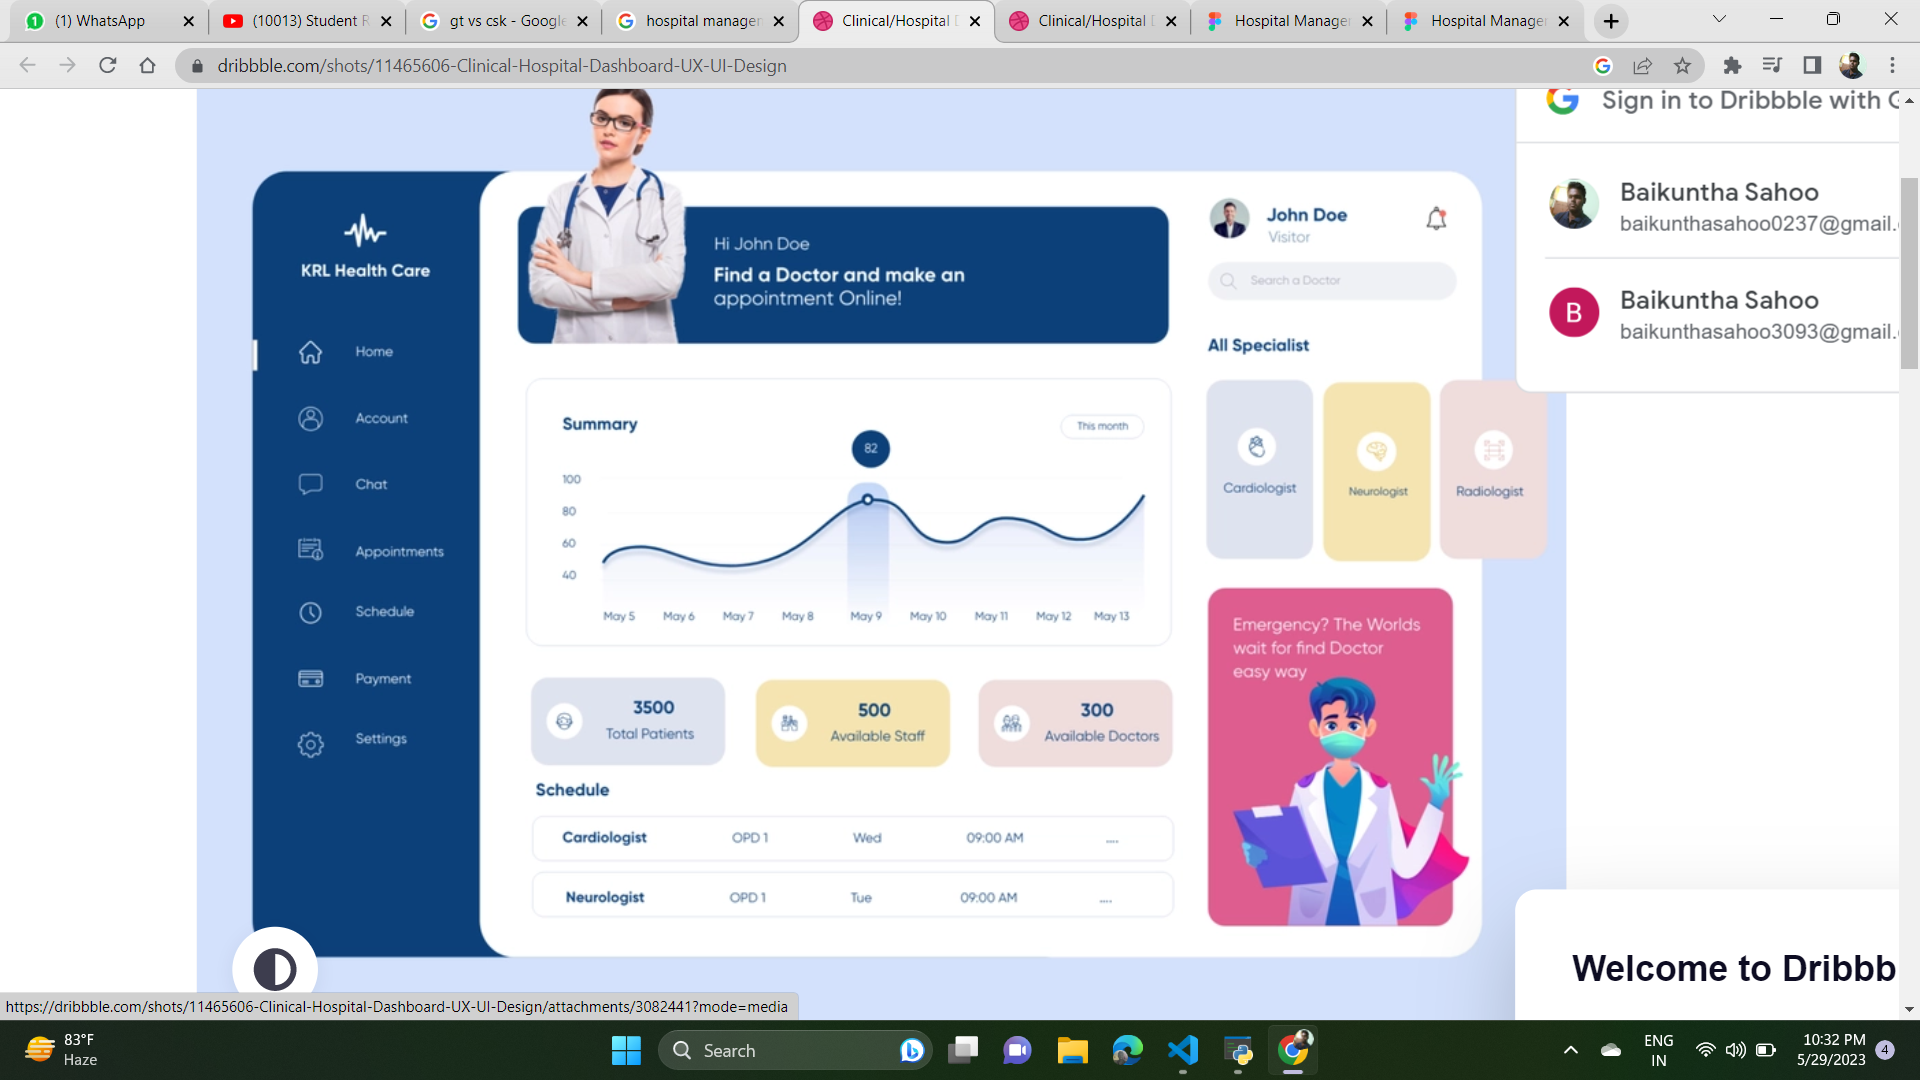 (1) WhatsApp
(10013) Student R
gt vs csk - Google
hospital managem
Clinical/Hospital D
Clinical/Hospital D
Hospital Managem
Hospital Managem
dribbble.com/shots/11465606-Clinical-Hospital-Dashboard-UX-UI-Design
Sign in to Dribbble with G
Baikuntha Sahoo
baikunthasahoo0237@gmail.c
B
Baikuntha Sahoo
baikunthasahoo3093@gmail.c
KRL Health Care
Home
Account
Chat
Appointments
Schedule
Payment
Settings
Hi John Doe
Find a Doctor and make an
appointment Online!
John Doe
Visitor
Search a Doctor
All Specialist
Cardiologist
Neurologist
Radiologist
Summary
This month
82
100
80
60
40
May 5 May 6 May 7 May 8 May 9 May 10 May 11 May 12 May 13
3500
Total Patients
500
Available Staff
300
Available Doctors
Emergency? The Worlds
wait for find Doctor
easy way
Schedule
Cardiologist OPD 1 Wed 09:00 AM ....
Neurologist OPD 1 Tue 09:00 AM ....
Welcome to Dribbb
https://dribbble.com/shots/11465606-Clinical-Hospital-Dashboard-UX-UI-Design/attachments/3082441?mode=media
83°F
Haze
Search
ENG
IN
10:32 PM
5/29/2023
4